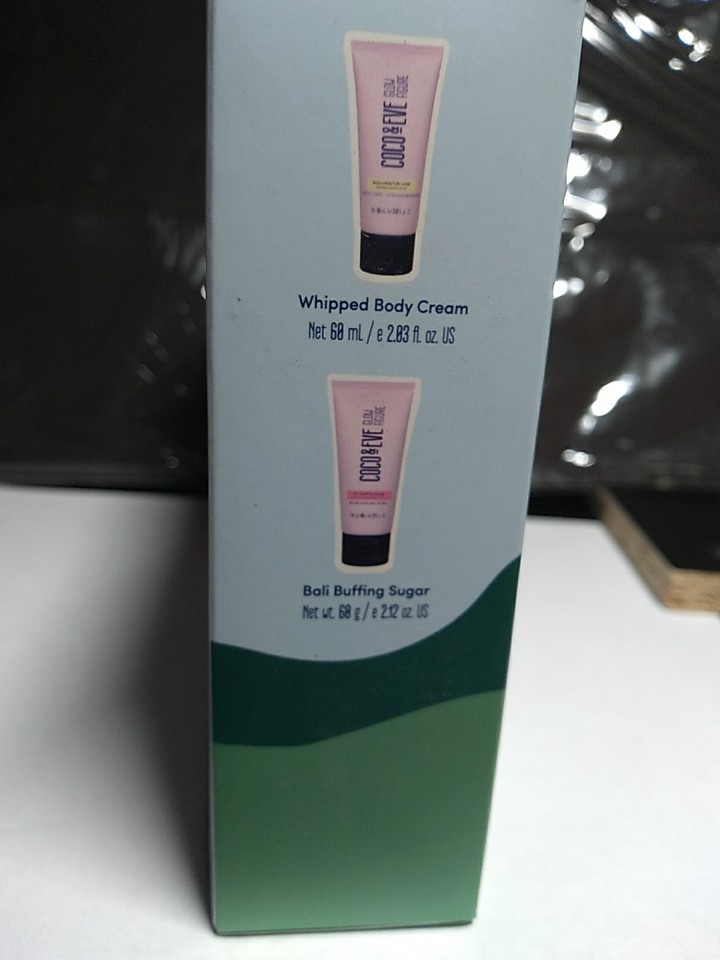 COCO & EVE
GLOW
FIGURE
Whipped Body Cream
Net 60 mL / e 2.03 fl. oz. US
COCO & EVE
GLOW
FIGURE
Bali Buffing Sugar
Net wt. 60 g / e 2.12 oz. US